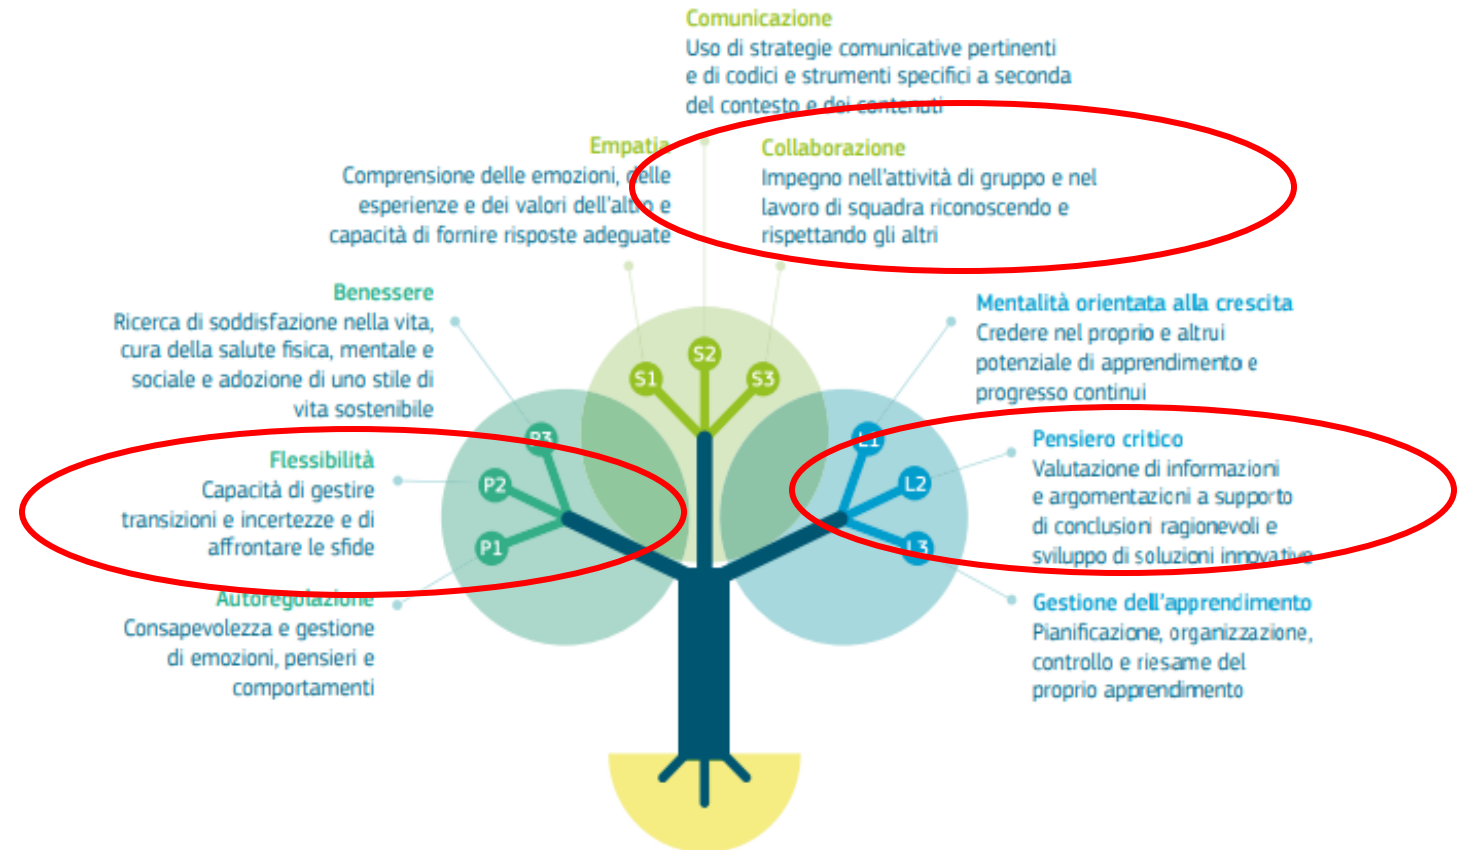 Comunicazione
Uso di strategie comunicative pertinenti
e di codici e strumenti specifici a seconda
del contesto e dei contenuti
Empatia
Comprensione delle emozioni, delle
esperienze e dei valori dell'altro e
capacità di fornire risposte adeguate
Collaborazione
Impegno nell'attività di gruppo e nel
lavoro di squadra riconoscendo e
rispettando gli altri
Benessere
Ricerca di soddisfazione nella vita,
cura della salute fisica, mentale e
sociale e adozione di uno stile di
vita sostenibile
Mentalità orientata alla crescita
Credere nel proprio e altrui
potenziale di apprendimento e
progresso continui
S1
S2
S3
Flessibilità
Capacità di gestire
transizioni e incertezze e di
affrontare le sfide
P3
P2
P1
L1
L2
L3
Pensiero critico
Valutazione di informazioni
e argomentazioni a supporto
di conclusioni ragionevoli e
sviluppo di soluzioni innovative
Autoregolazione
Consapevolezza e gestione
di emozioni, pensieri e
comportamenti
Gestione dell'apprendimento
Pianificazione, organizzazione,
controllo e riesame del
proprio apprendimento